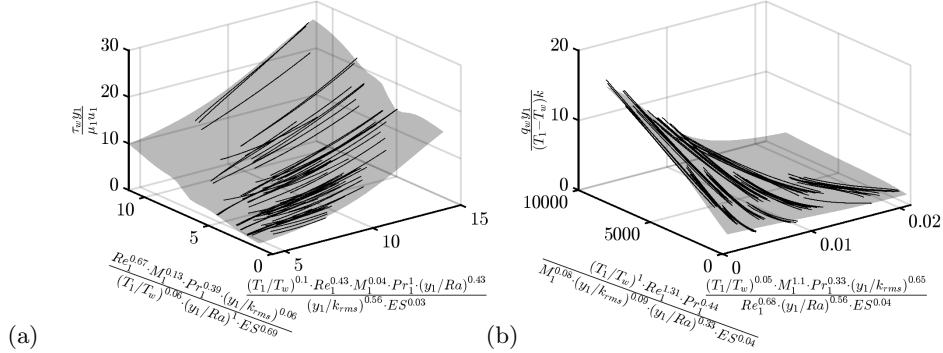 30
20
10
0
τ_w y_1 / μ_1 u_1
10
5
0
5
10
15
Re_1^0.67·M_1^0.13·Pr_1^0.39·(y_1/k_rms)^0.06 / (T_1/T_w)^0.06·(y_1/Ra)^1·ES^0.69
(T_1/T_w)^0.1·Re_1^0.43·M_1^0.04·Pr_1^1·(y_1/Ra)^0.43 / (y_1/k_rms)^0.56·ES^0.03
(a)
20
10
0
q_w y_1 / (T_1−T_w)k
10000
5000
0
0
0.01
0.02
(T_1/T_w)^1·Re_1^1.31·Pr_1^0.44 / M_1^0.08·(y_1/k_rms)^0.09·(y_1/Ra)^0.33·ES^0.04
(T_1/T_w)^0.05·M_1^1.1·Pr_1^0.33·(y_1/k_rms)^0.65 / Re_1^0.68·(y_1/Ra)^0.56·ES^0.04
(b)